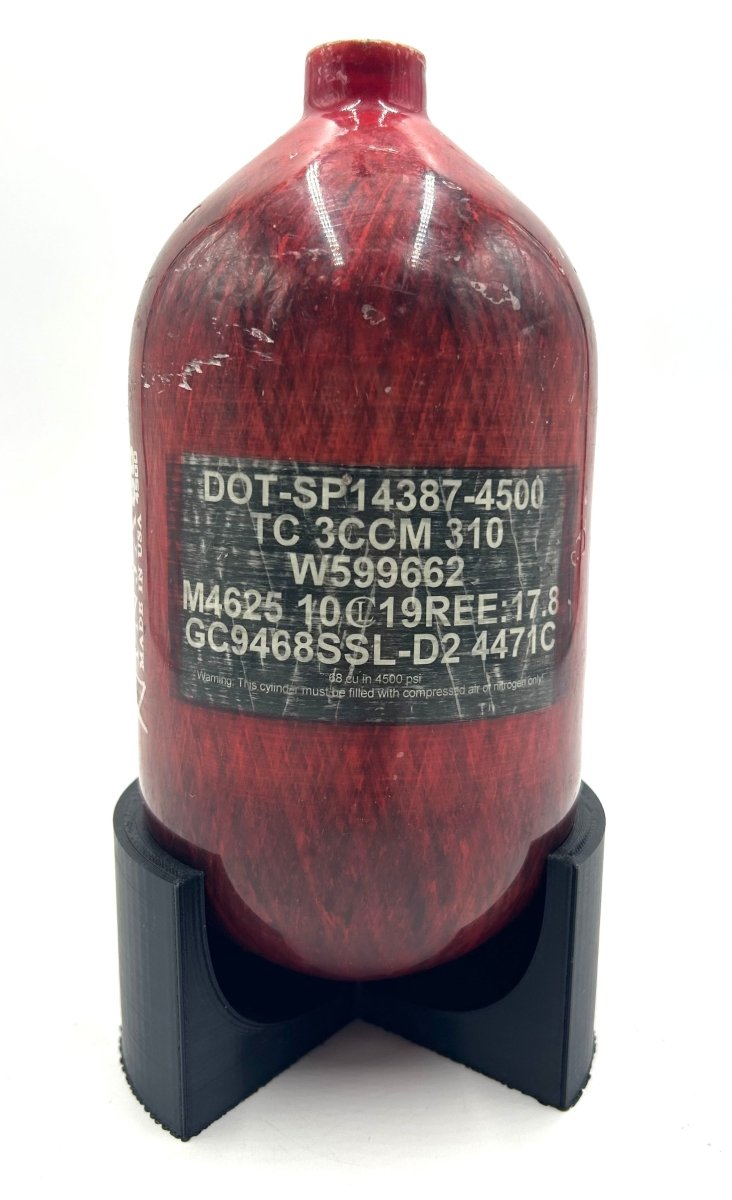 DOT-SP14387-4500
TC 3CCM 310
W599662
M4625 10 C 19REE:17.8
GC9468SSL-D2 4471C
68 cu in 4500 psi
Warning: This cylinder must be filled with compressed air of nitrogen only!
MADE IN USA